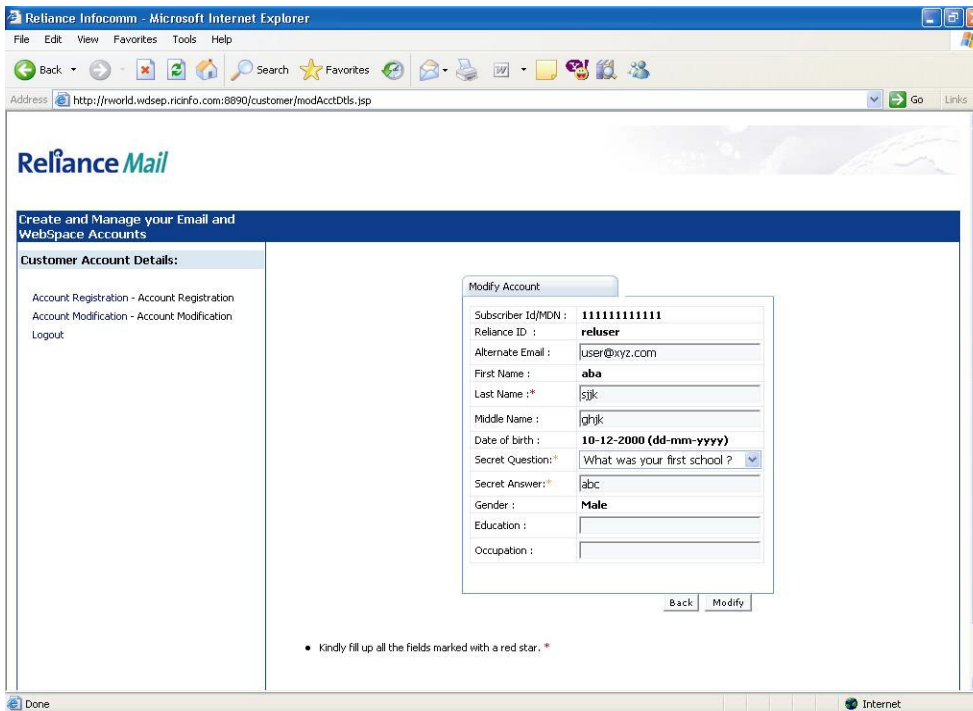 Reliance Infocomm - Microsoft Internet Explorer
File Edit View Favorites Tools Help
Back Search Favorites
Address http://rworld.wdsep.ricinfo.com:8890/customer/modAcctDtls.jsp Go Links
Reliance Mail
Create and Manage your Email and
WebSpace Accounts
Customer Account Details:
Account Registration - Account Registration
Account Modification - Account Modification
Logout
Modify Account
Subscriber Id/MDN : 111111111111
Reliance ID : reluser
Alternate Email : user@xyz.com
First Name : aba
Last Name :* sjjk
Middle Name : ghjk
Date of birth : 10-12-2000 (dd-mm-yyyy)
Secret Question:* What was your first school ?
Secret Answer:* abc
Gender : Male
Education :
Occupation :
Back Modify
• Kindly fill up all the fields marked with a red star. *
Done Internet